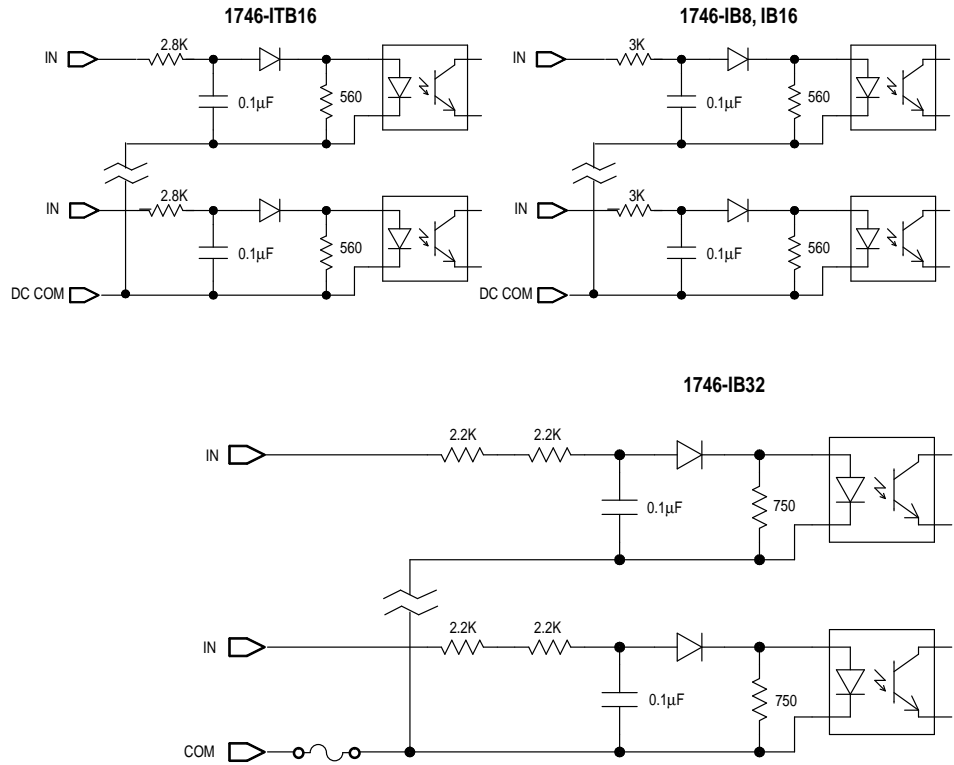 1746-ITB16
IN
2.8K
0.1µF
560
IN
2.8K
0.1µF
560
DC COM
1746-IB8, IB16
IN
3K
0.1µF
560
IN
3K
0.1µF
560
DC COM
1746-IB32
IN
2.2K
2.2K
0.1µF
750
IN
2.2K
2.2K
0.1µF
750
COM